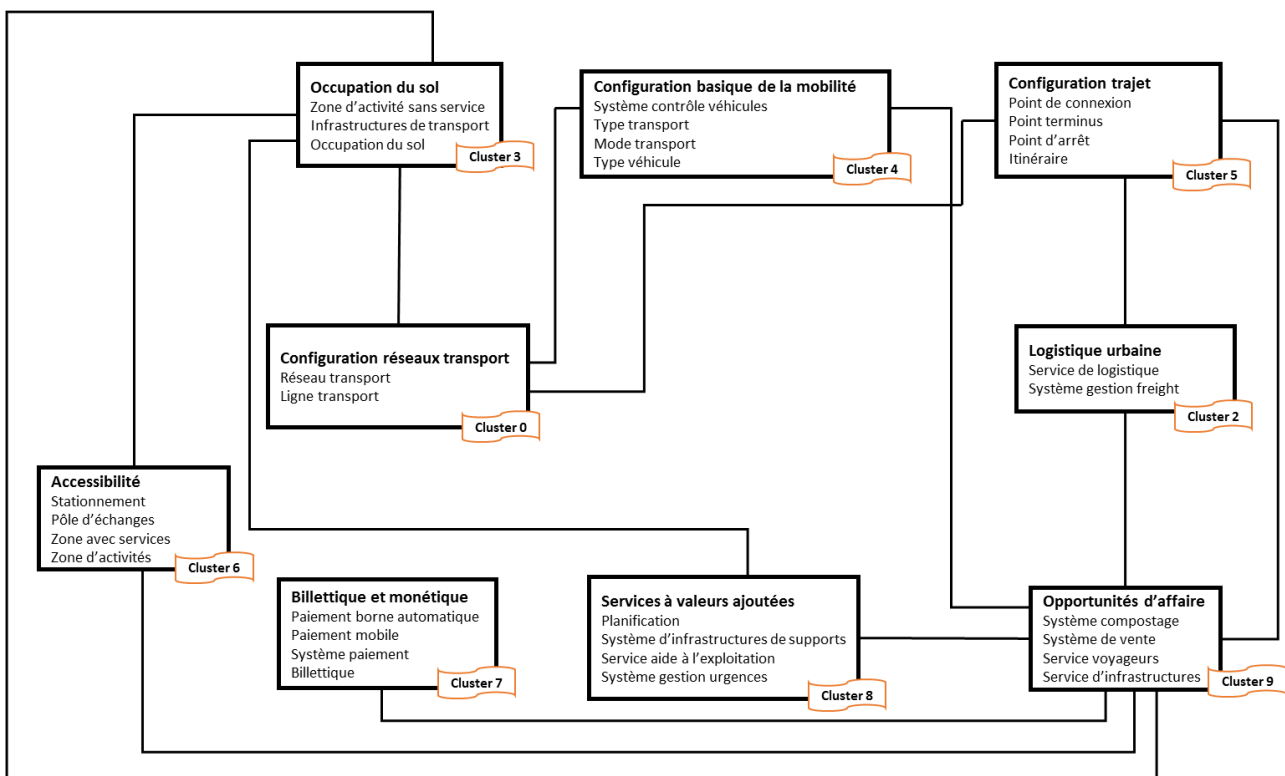 Occupation du sol
Zone d'activité sans service
Infrastructures de transport
Occupation du sol
Cluster 3
Configuration basique de la mobilité
Système contrôle véhicules
Type transport
Mode transport
Type véhicule
Cluster 4
Configuration trajet
Point de connexion
Point terminus
Point d'arrêt
Itinéraire
Cluster 5
Configuration réseaux transport
Réseau transport
Ligne transport
Cluster 0
Logistique urbaine
Service de logistique
Système gestion freight
Cluster 2
Accessibilité
Stationnement
Pôle d'échanges
Zone avec services
Zone d'activités
Cluster 6
Billettique et monétique
Paiement borne automatique
Paiement mobile
Système paiement
Billettique
Cluster 7
Services à valeurs ajoutées
Planification
Système d'infrastructures de supports
Service aide à l'exploitation
Système gestion urgences
Cluster 8
Opportunités d'affaire
Système compostage
Système de vente
Service voyageurs
Service d'infrastructures
Cluster 9